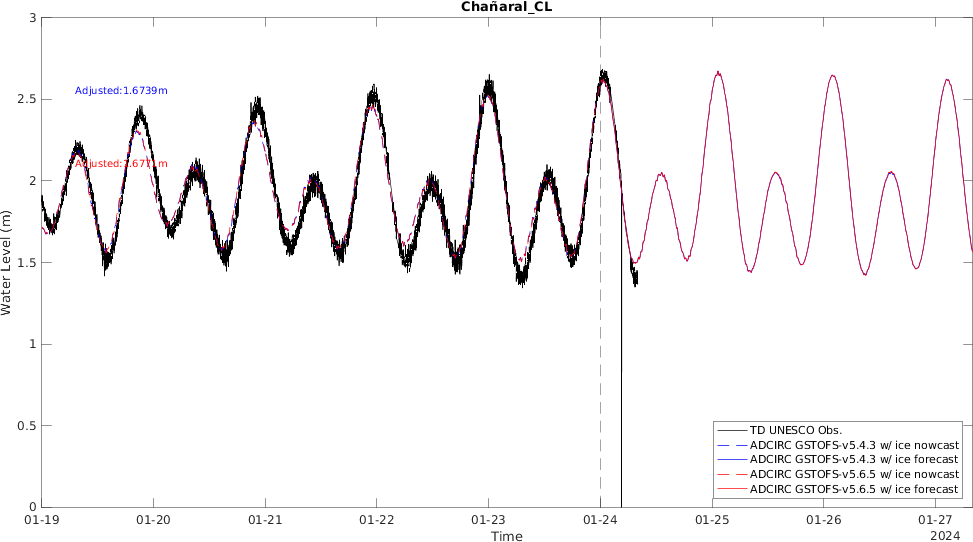 Chañaral_CL
3
2.5
2
1.5
1
0.5
0
Water Level (m)
Adjusted:1.6739m
Adjusted:1.6771m
TD UNESCO Obs.
ADCIRC GSTOFS-v5.4.3 w/ ice nowcast
ADCIRC GSTOFS-v5.4.3 w/ ice forecast
ADCIRC GSTOFS-v5.6.5 w/ ice nowcast
ADCIRC GSTOFS-v5.6.5 w/ ice forecast
01-19 01-20 01-21 01-22 01-23 01-24 01-25 01-26 01-27
Time
2024